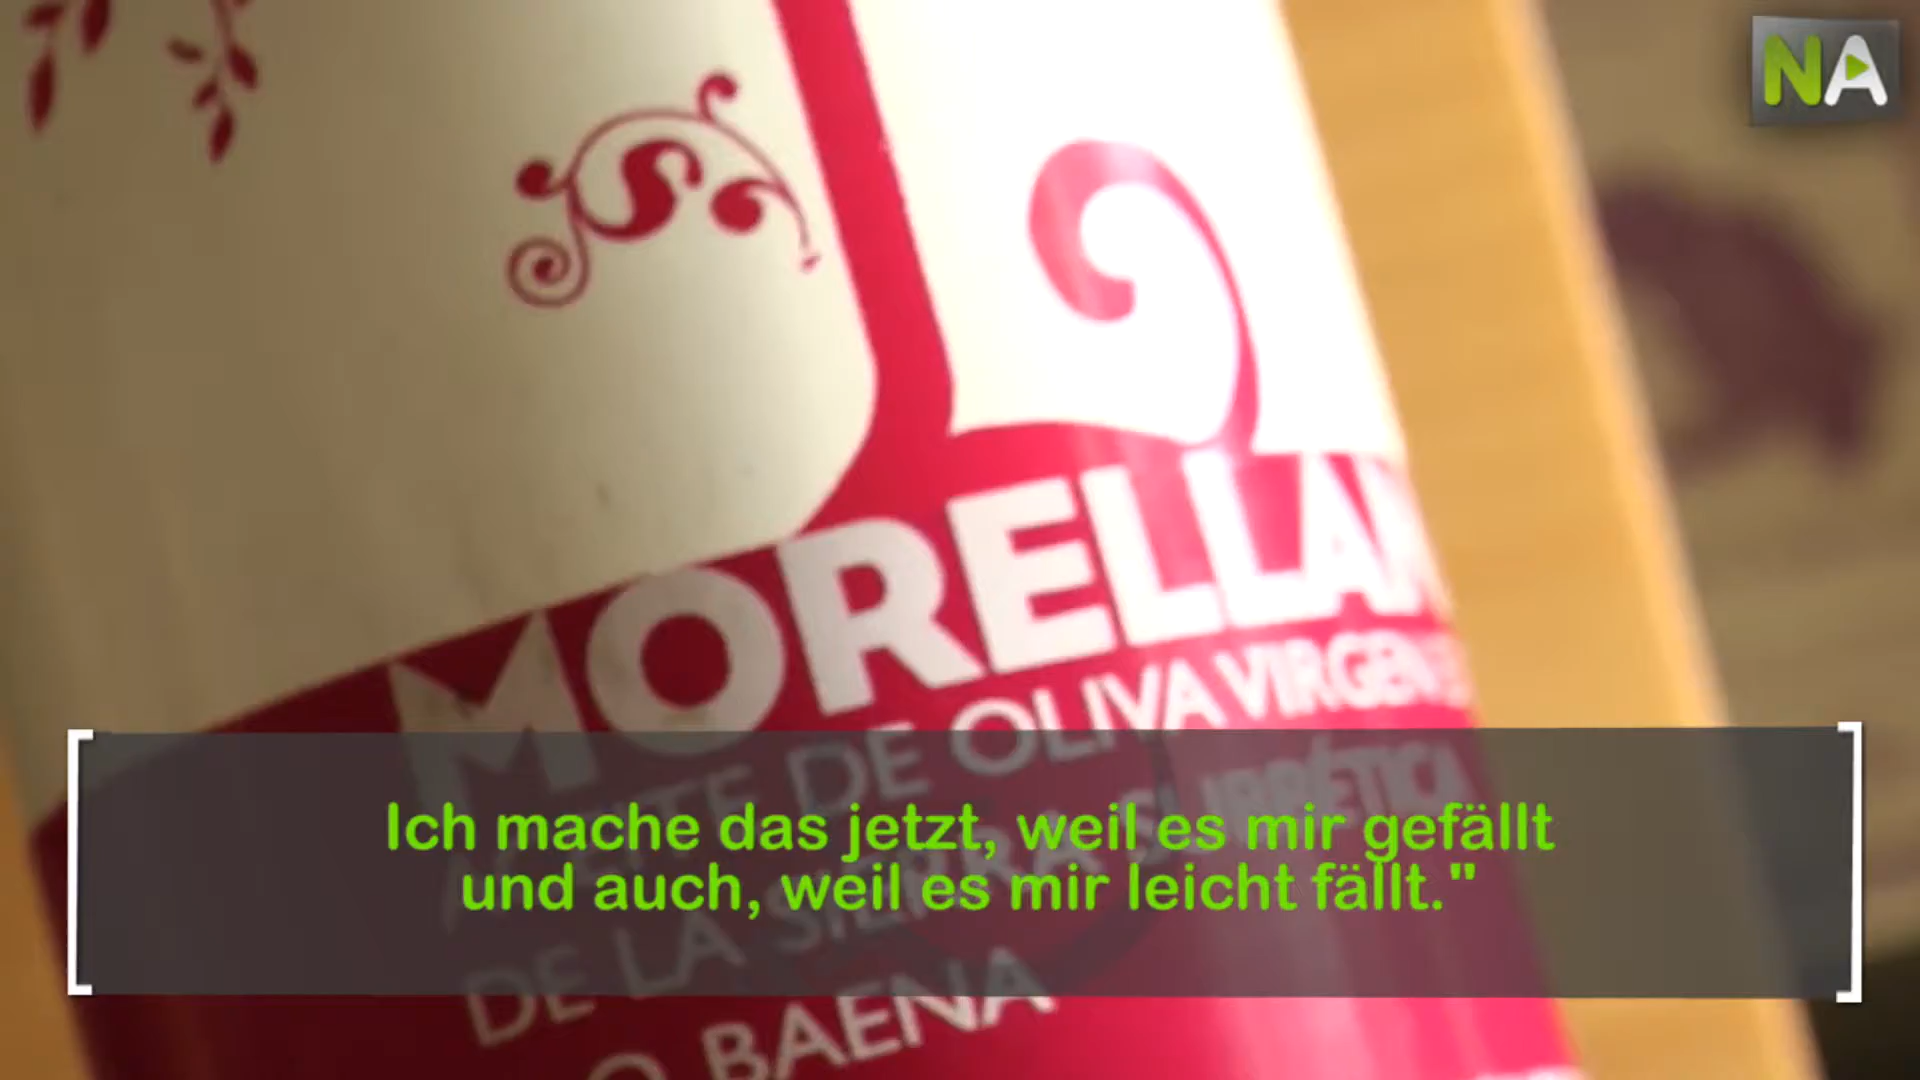 NA
S
MORELLAN
ACEITE DE OLIVA VIRGEN
DE LA SIERRA SUBBÉTICA
O BAENA
Ich mache das jetzt, weil es mir gefällt
und auch, weil es mir leicht fällt."